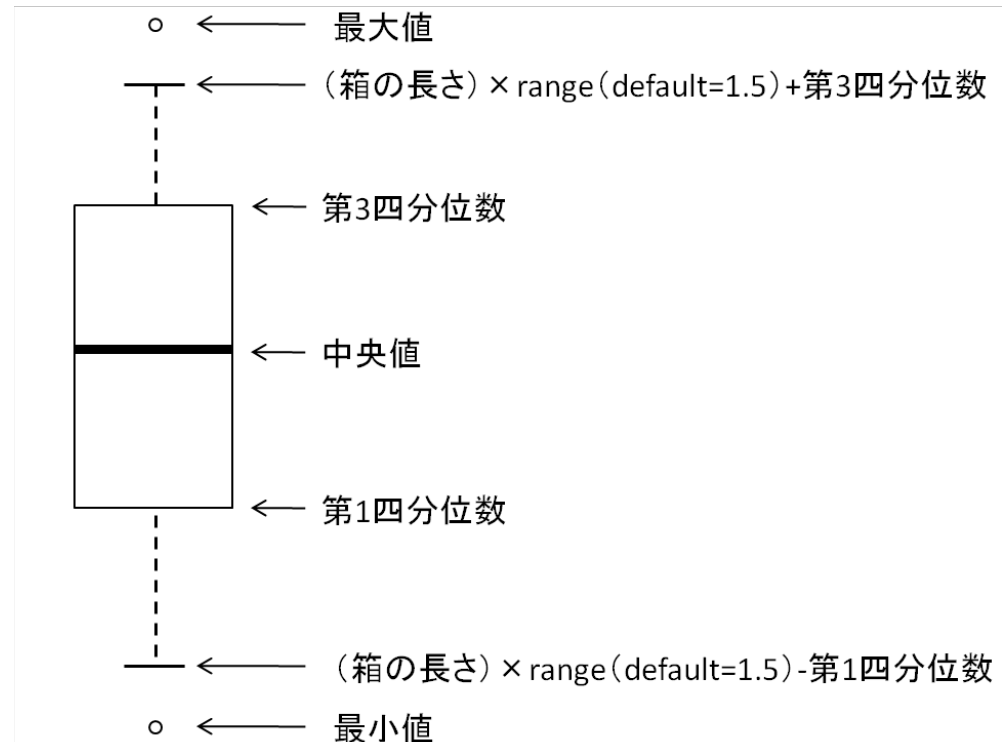 最大値
（箱の長さ）×range（default=1.5）+第3四分位数
第3四分位数
中央値
第1四分位数
（箱の長さ）×range（default=1.5）-第1四分位数
最小値